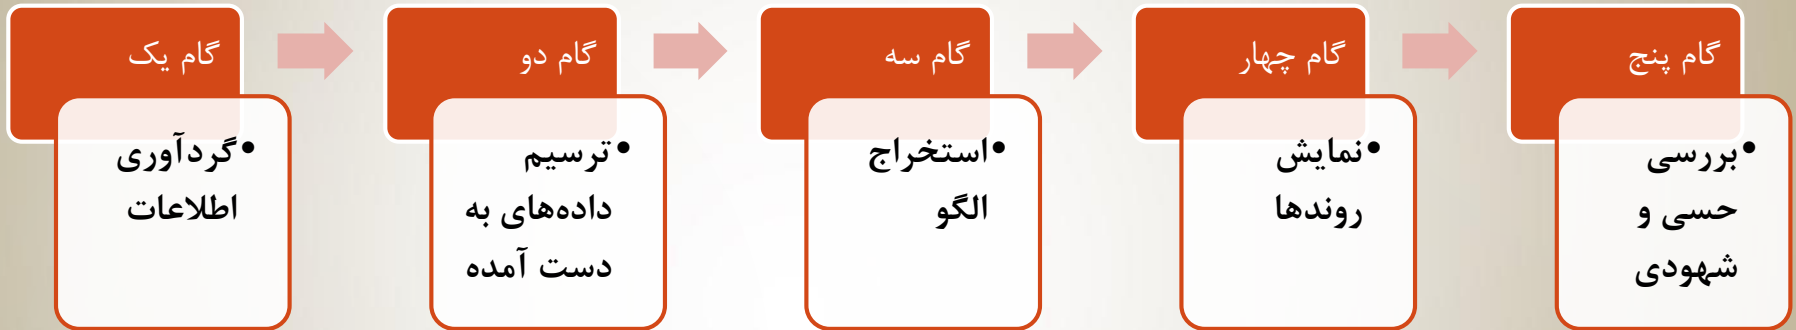 گام یک
•گردآوری
اطلاعات
گام دو
•ترسیم
داده‌های به
دست آمده
گام سه
•استخراج
الگو
گام چهار
•نمایش
روندها
گام پنج
•بررسی
حسی و
شهودی